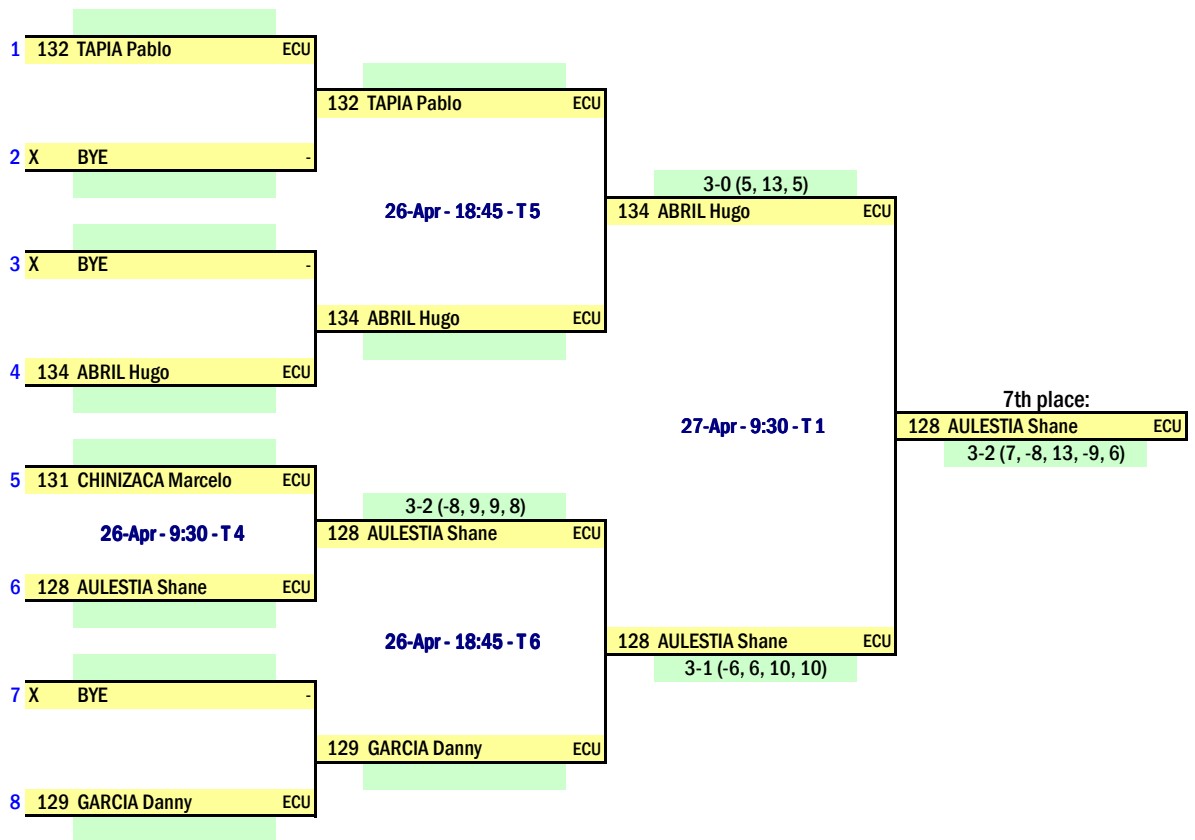 1 132 TAPIA Pablo ECU
132 TAPIA Pablo ECU
2 X BYE -
3-0 (5, 13, 5)
26-Apr - 18:45 - T 5
134 ABRIL Hugo ECU
3 X BYE -
134 ABRIL Hugo ECU
4 134 ABRIL Hugo ECU
7th place:
27-Apr - 9:30 - T 1
128 AULESTIA Shane ECU
3-2 (7, -8, 13, -9, 6)
5 131 CHINIZACA Marcelo ECU
3-2 (-8, 9, 9, 8)
26-Apr - 9:30 - T 4
128 AULESTIA Shane ECU
6 128 AULESTIA Shane ECU
26-Apr - 18:45 - T 6
128 AULESTIA Shane ECU
3-1 (-6, 6, 10, 10)
7 X BYE -
129 GARCIA Danny ECU
8 129 GARCIA Danny ECU